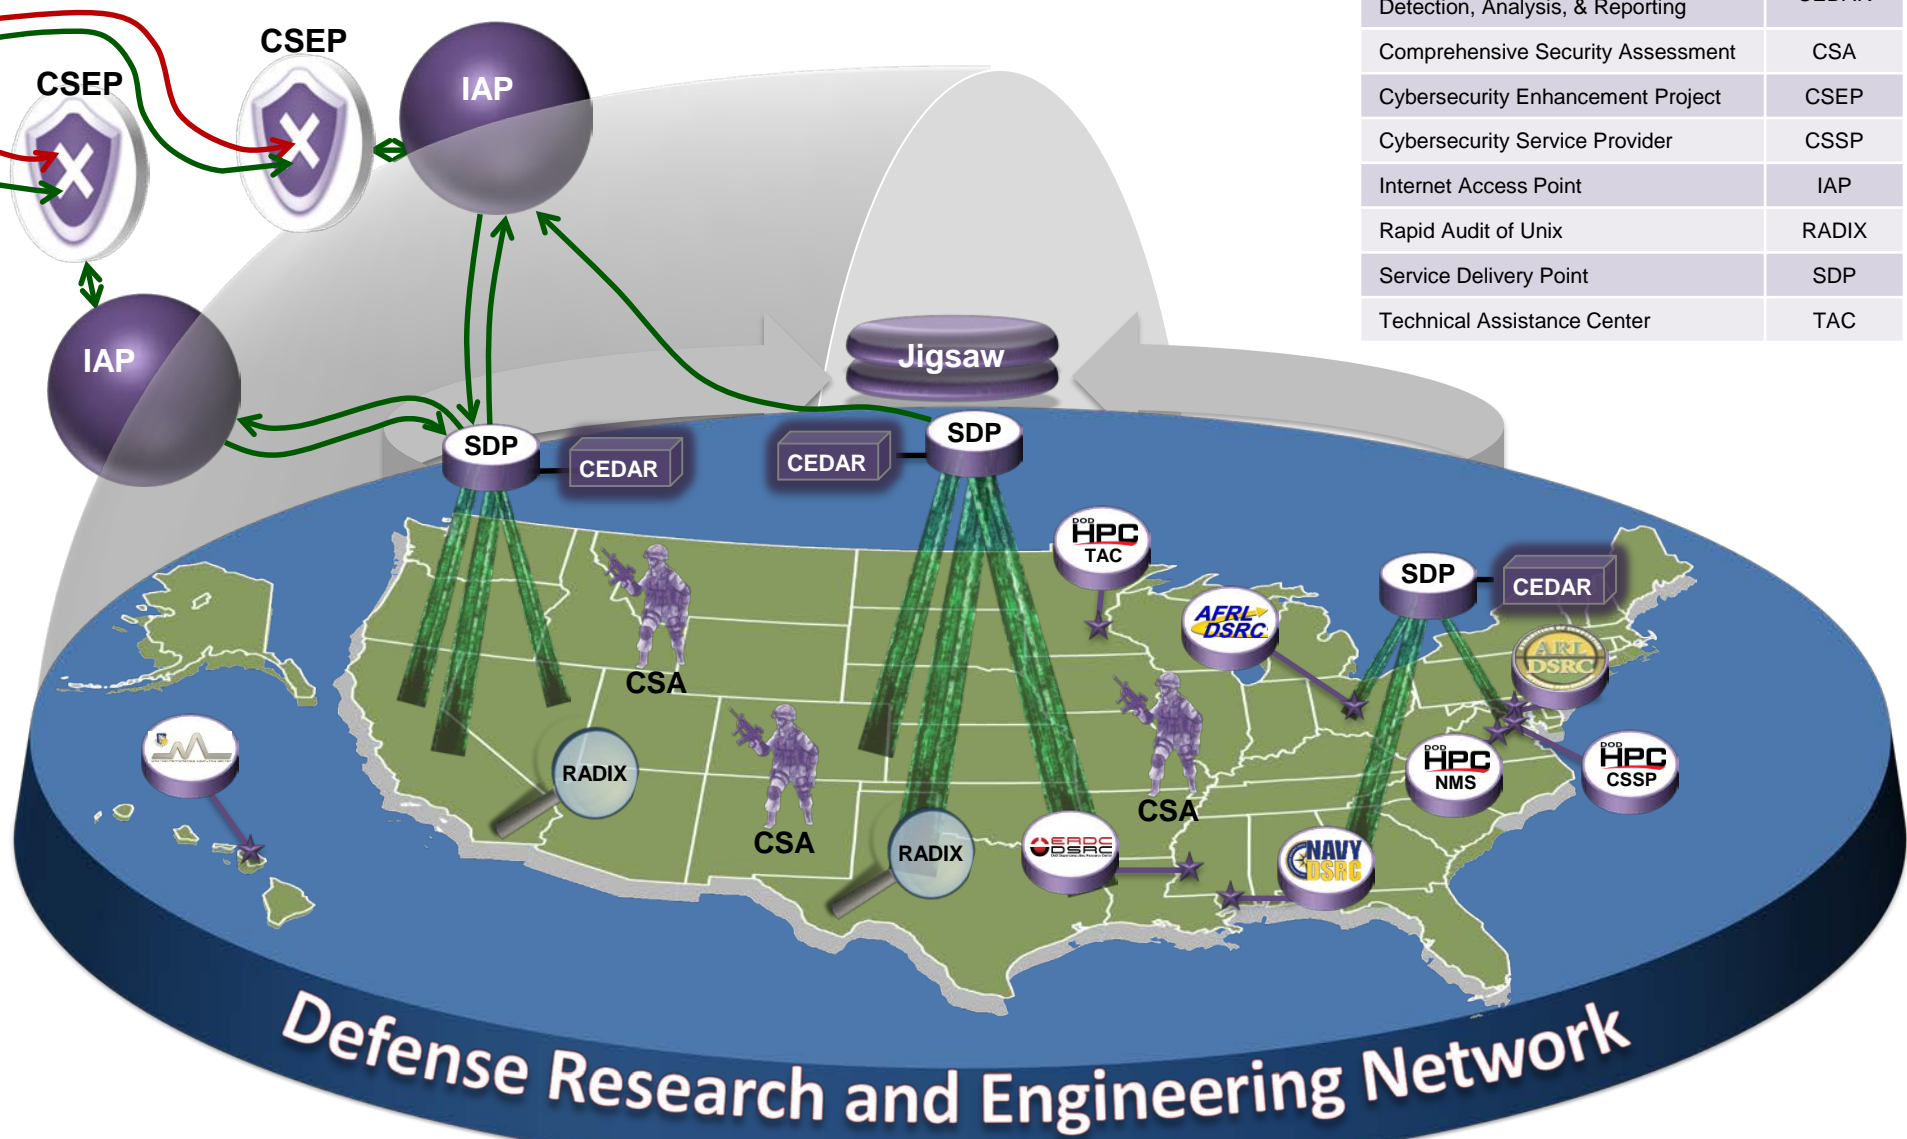 Detection, Analysis, & Reporting
Comprehensive Security Assessment CSA
Cybersecurity Enhancement Project CSEP
Cybersecurity Service Provider CSSP
Internet Access Point IAP
Rapid Audit of Unix RADIX
Service Delivery Point SDP
Technical Assistance Center TAC
CSEP
CSEP
IAP
IAP
Jigsaw
SDP
CEDAR
CEDAR
SDP
DOD
HPC
TAC
SDP
CEDAR
AFRL
DSRC
ARL
DSRC
CSA
CSA
CSA
RADIX
RADIX
DOD
HPC
NMS
DOD
HPC
CSSP
ERDC
DSRC
NAVY
DSRC
Defense Research and Engineering Network